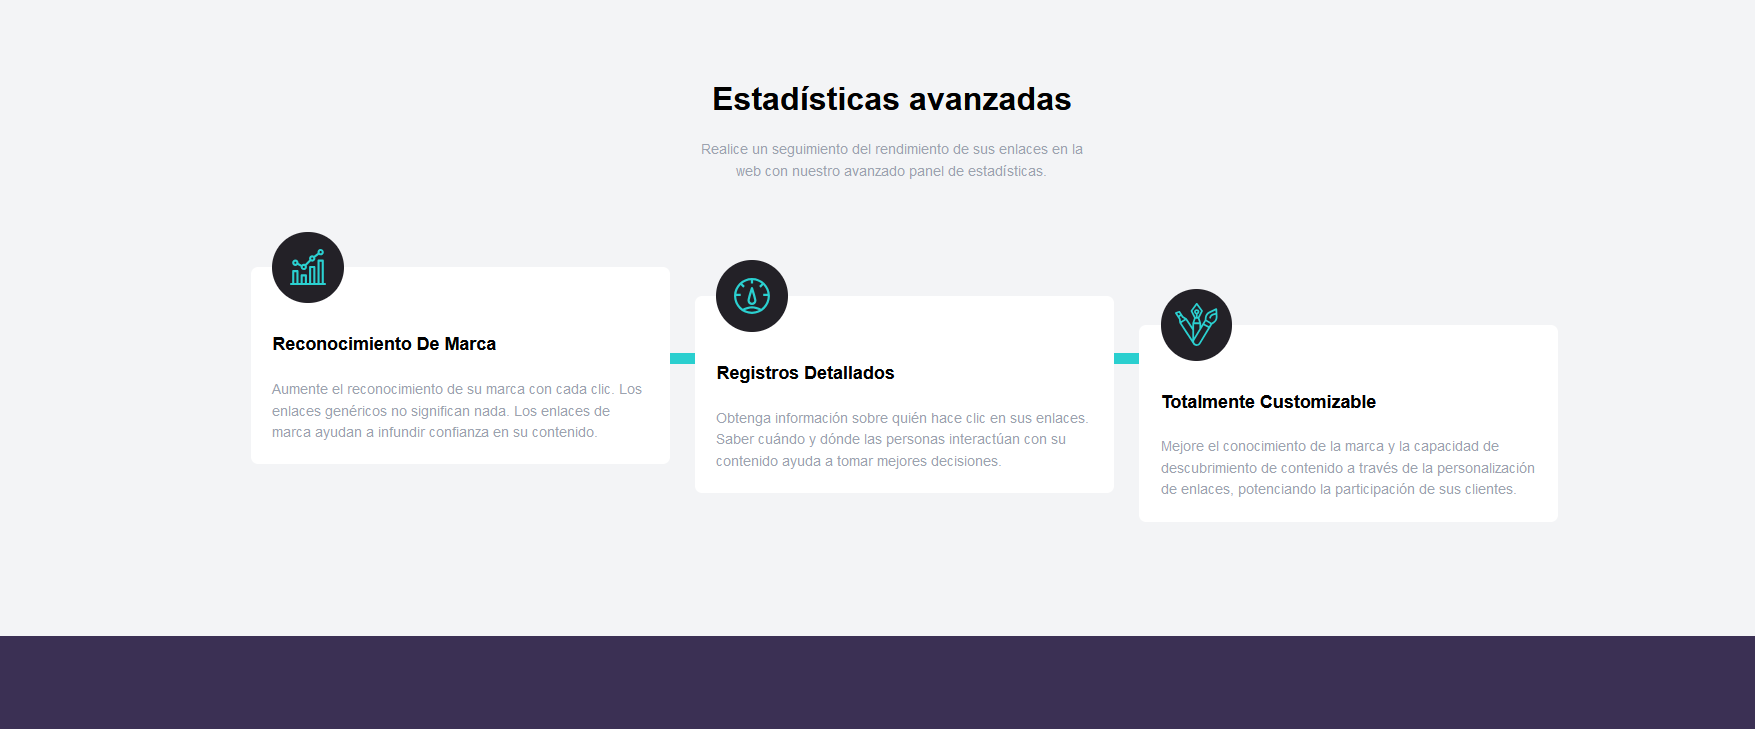 Estadísticas avanzadas
Realice un seguimiento del rendimiento de sus enlaces en la
web con nuestro avanzado panel de estadísticas.
Reconocimiento De Marca
Aumente el reconocimiento de su marca con cada clic. Los
enlaces genéricos no significan nada. Los enlaces de
marca ayudan a infundir confianza en su contenido.
Registros Detallados
Obtenga información sobre quién hace clic en sus enlaces.
Saber cuándo y dónde las personas interactúan con su
contenido ayuda a tomar mejores decisiones.
Totalmente Customizable
Mejore el conocimiento de la marca y la capacidad de
descubrimiento de contenido a través de la personalización
de enlaces, potenciando la participación de sus clientes.